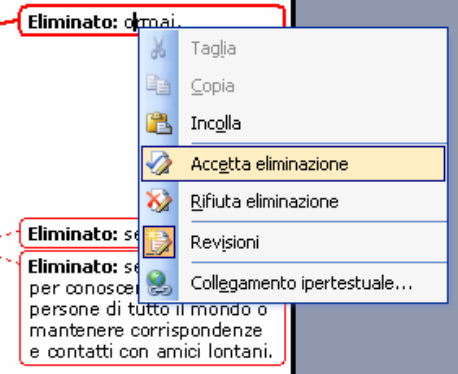 Eliminato: ormai.
Taglia
Copia
Incolla
Accetta eliminazione
Rifiuta eliminazione
Revisioni
Collegamento ipertestuale...
Eliminato: se
Eliminato: se
per conoscer
persone di tutto il mondo o
mantenere corrispondenze
e contatti con amici lontani.